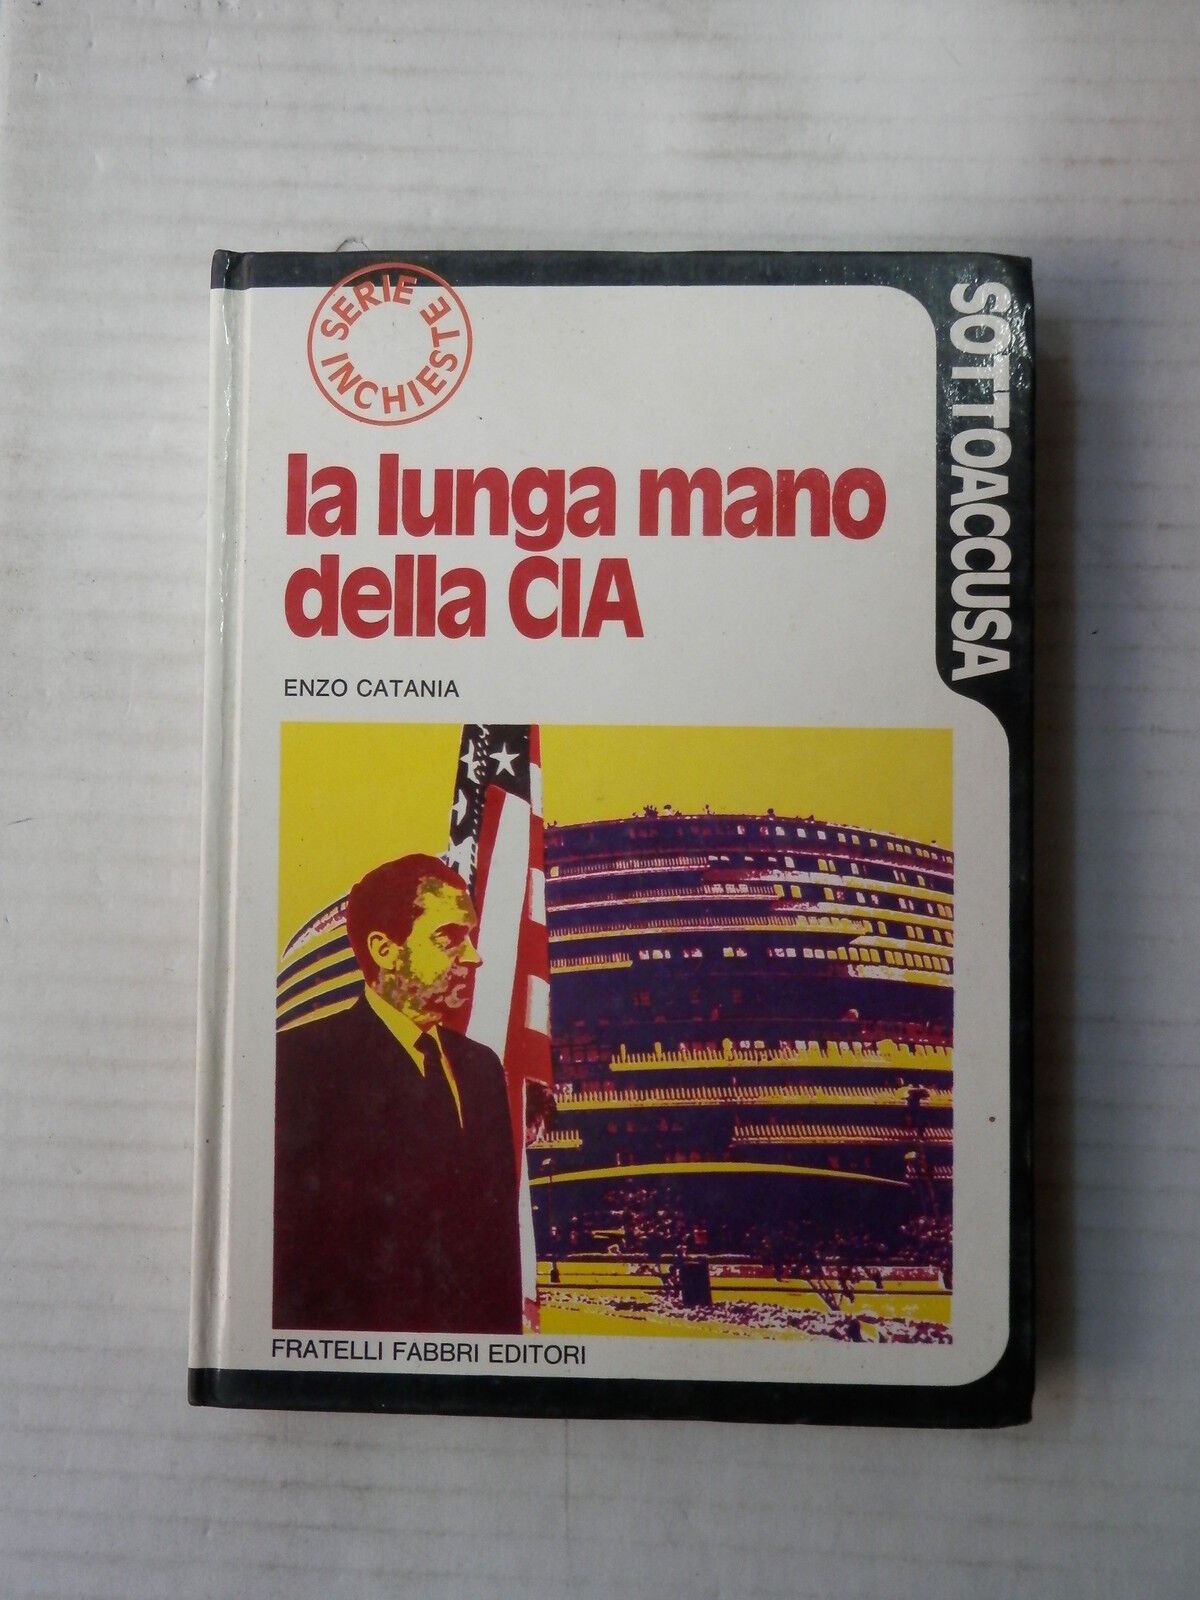 SERIE INCHIESTE
SOTTOACCUSA
la lunga mano
della CIA
ENZO CATANIA
FRATELLI FABBRI EDITORI